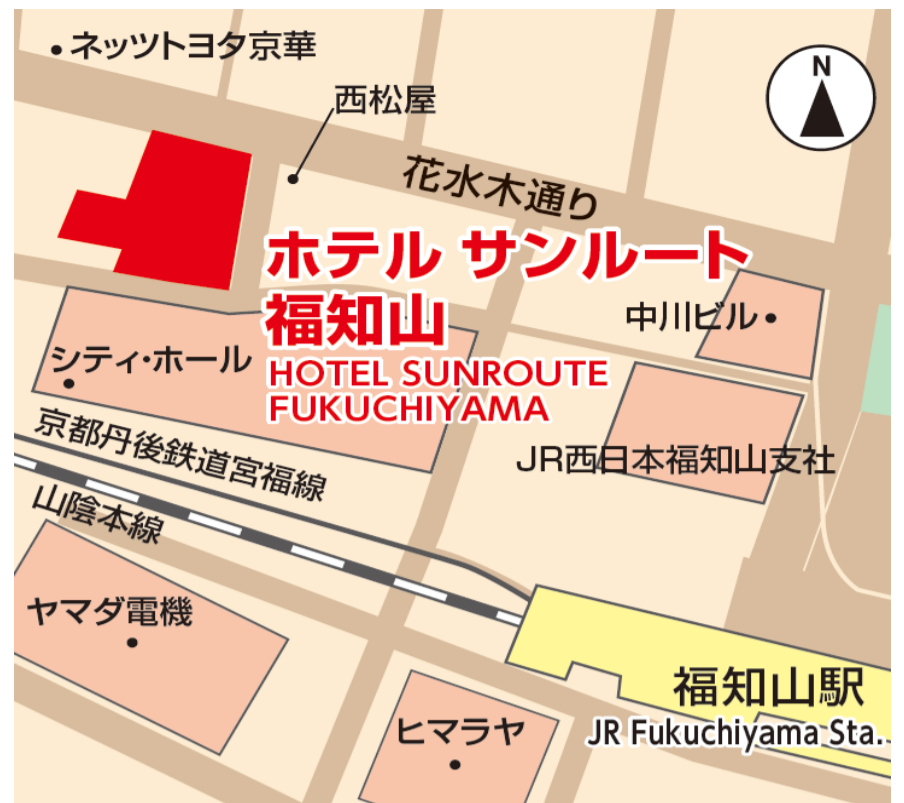 ネッツトヨタ京華
N
西松屋
花水木通り
ホテル サンルート
福知山
HOTEL SUNROUTE
FUKUCHIYAMA
中川ビル
シティ・ホール
京都丹後鉄道宮福線
JR西日本福知山支社
山陰本線
ヤマダ電機
福知山駅
JR Fukuchiyama Sta.
ヒマラヤ